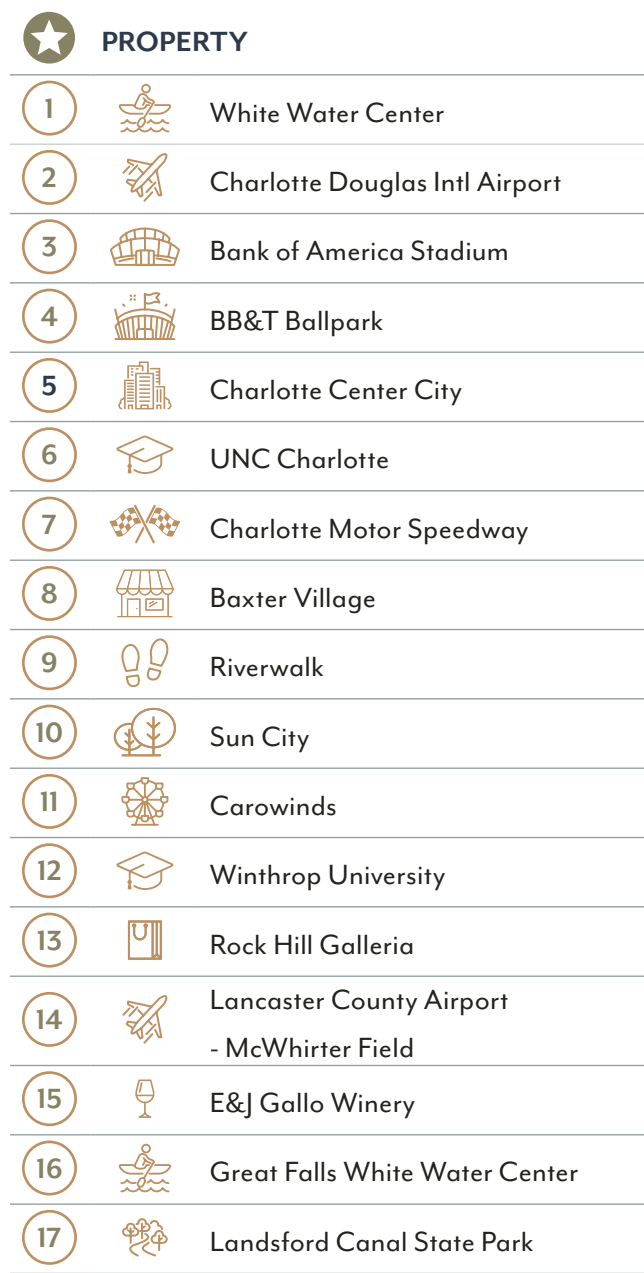 PROPERTY
1 White Water Center
2 Charlotte Douglas Intl Airport
3 Bank of America Stadium
4 BB&T Ballpark
5 Charlotte Center City
6 UNC Charlotte
7 Charlotte Motor Speedway
8 Baxter Village
9 Riverwalk
10 Sun City
11 Carowinds
12 Winthrop University
13 Rock Hill Galleria
14 Lancaster County Airport
- McWhirter Field
15 E&J Gallo Winery
16 Great Falls White Water Center
17 Landsford Canal State Park